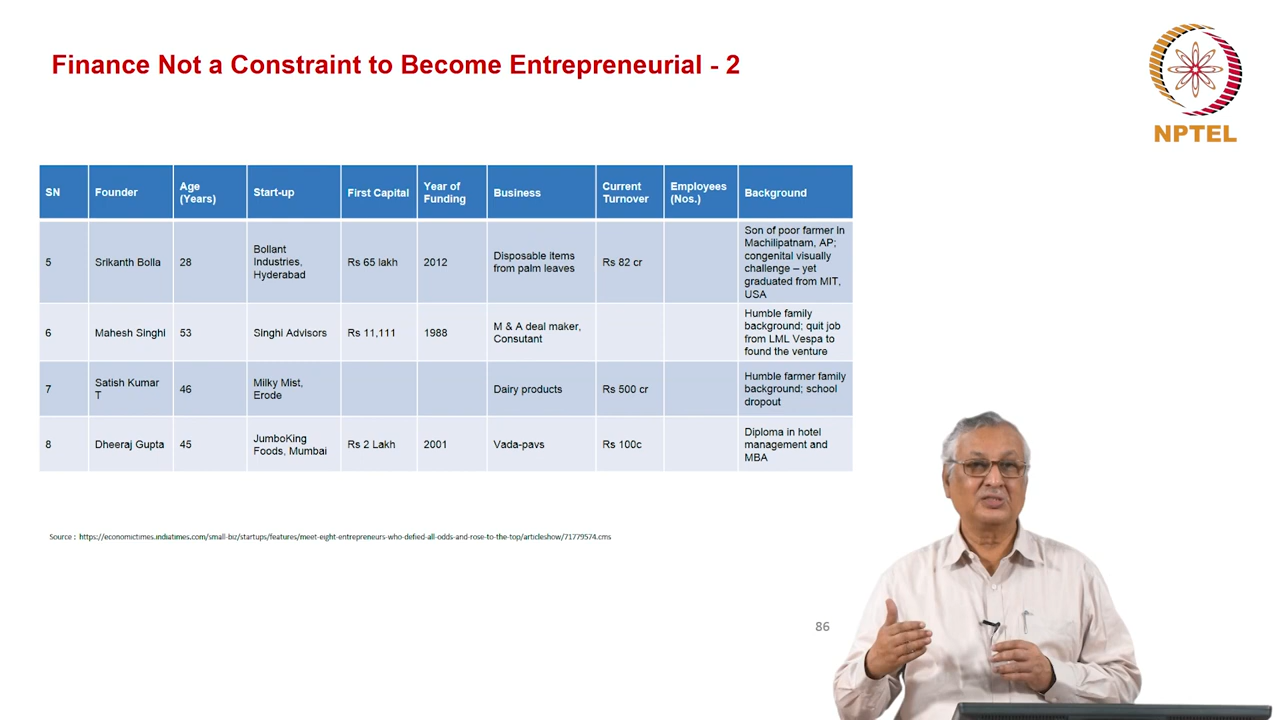 Finance Not a Constraint to Become Entrepreneurial - 2
NPTEL
SN
Founder
Age
(Years)
Start-up
First Capital
Year of
Funding
Business
Current
Turnover
Employees
(Nos.)
Background
5
Srikanth Bolla
28
Bollant
Industries,
Hyderabad
Rs 65 lakh
2012
Disposable items
from palm leaves
Rs 82 cr
Son of poor farmer in
Machilipatnam, AP;
congenital visually
challenge – yet
graduated from MIT,
USA
6
Mahesh Singhi
53
Singhi Advisors
Rs 11,111
1988
M & A deal maker,
Consutant
Humble family
background; quit job
from LML Vespa to
found the venture
7
Satish Kumar
T
46
Milky Mist,
Erode
Dairy products
Rs 500 cr
Humble farmer family
background; school
dropout
8
Dheeraj Gupta
45
JumboKing
Foods, Mumbai
Rs 2 Lakh
2001
Vada-pavs
Rs 100c
Diploma in hotel
management and
MBA
Source : https://economictimes.indiatimes.com/small-biz/startups/features/meet-eight-entrepreneurs-who-defied-all-odds-and-rose-to-the-top/articleshow/71779574.cms
86